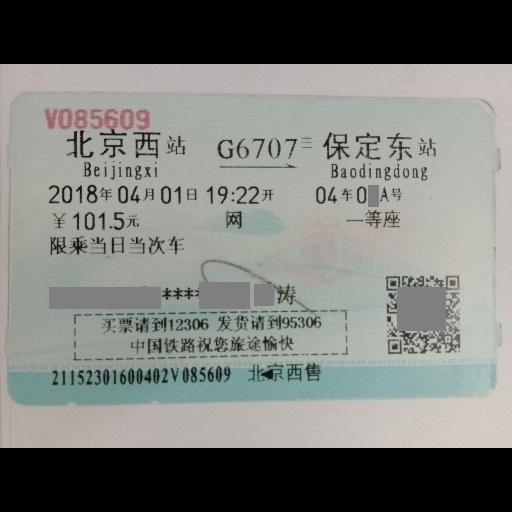 V085609
北京西站 G6707 保定东站
Beijingxi Baodingdong
2018年04月01日 19:22开 04车0A号
￥101.5元 网 一等座
限乘当日当次车
**** 涛
买票请到12306 发货请到95306
中国铁路祝您旅途愉快
21152301600402V085609 北京西售